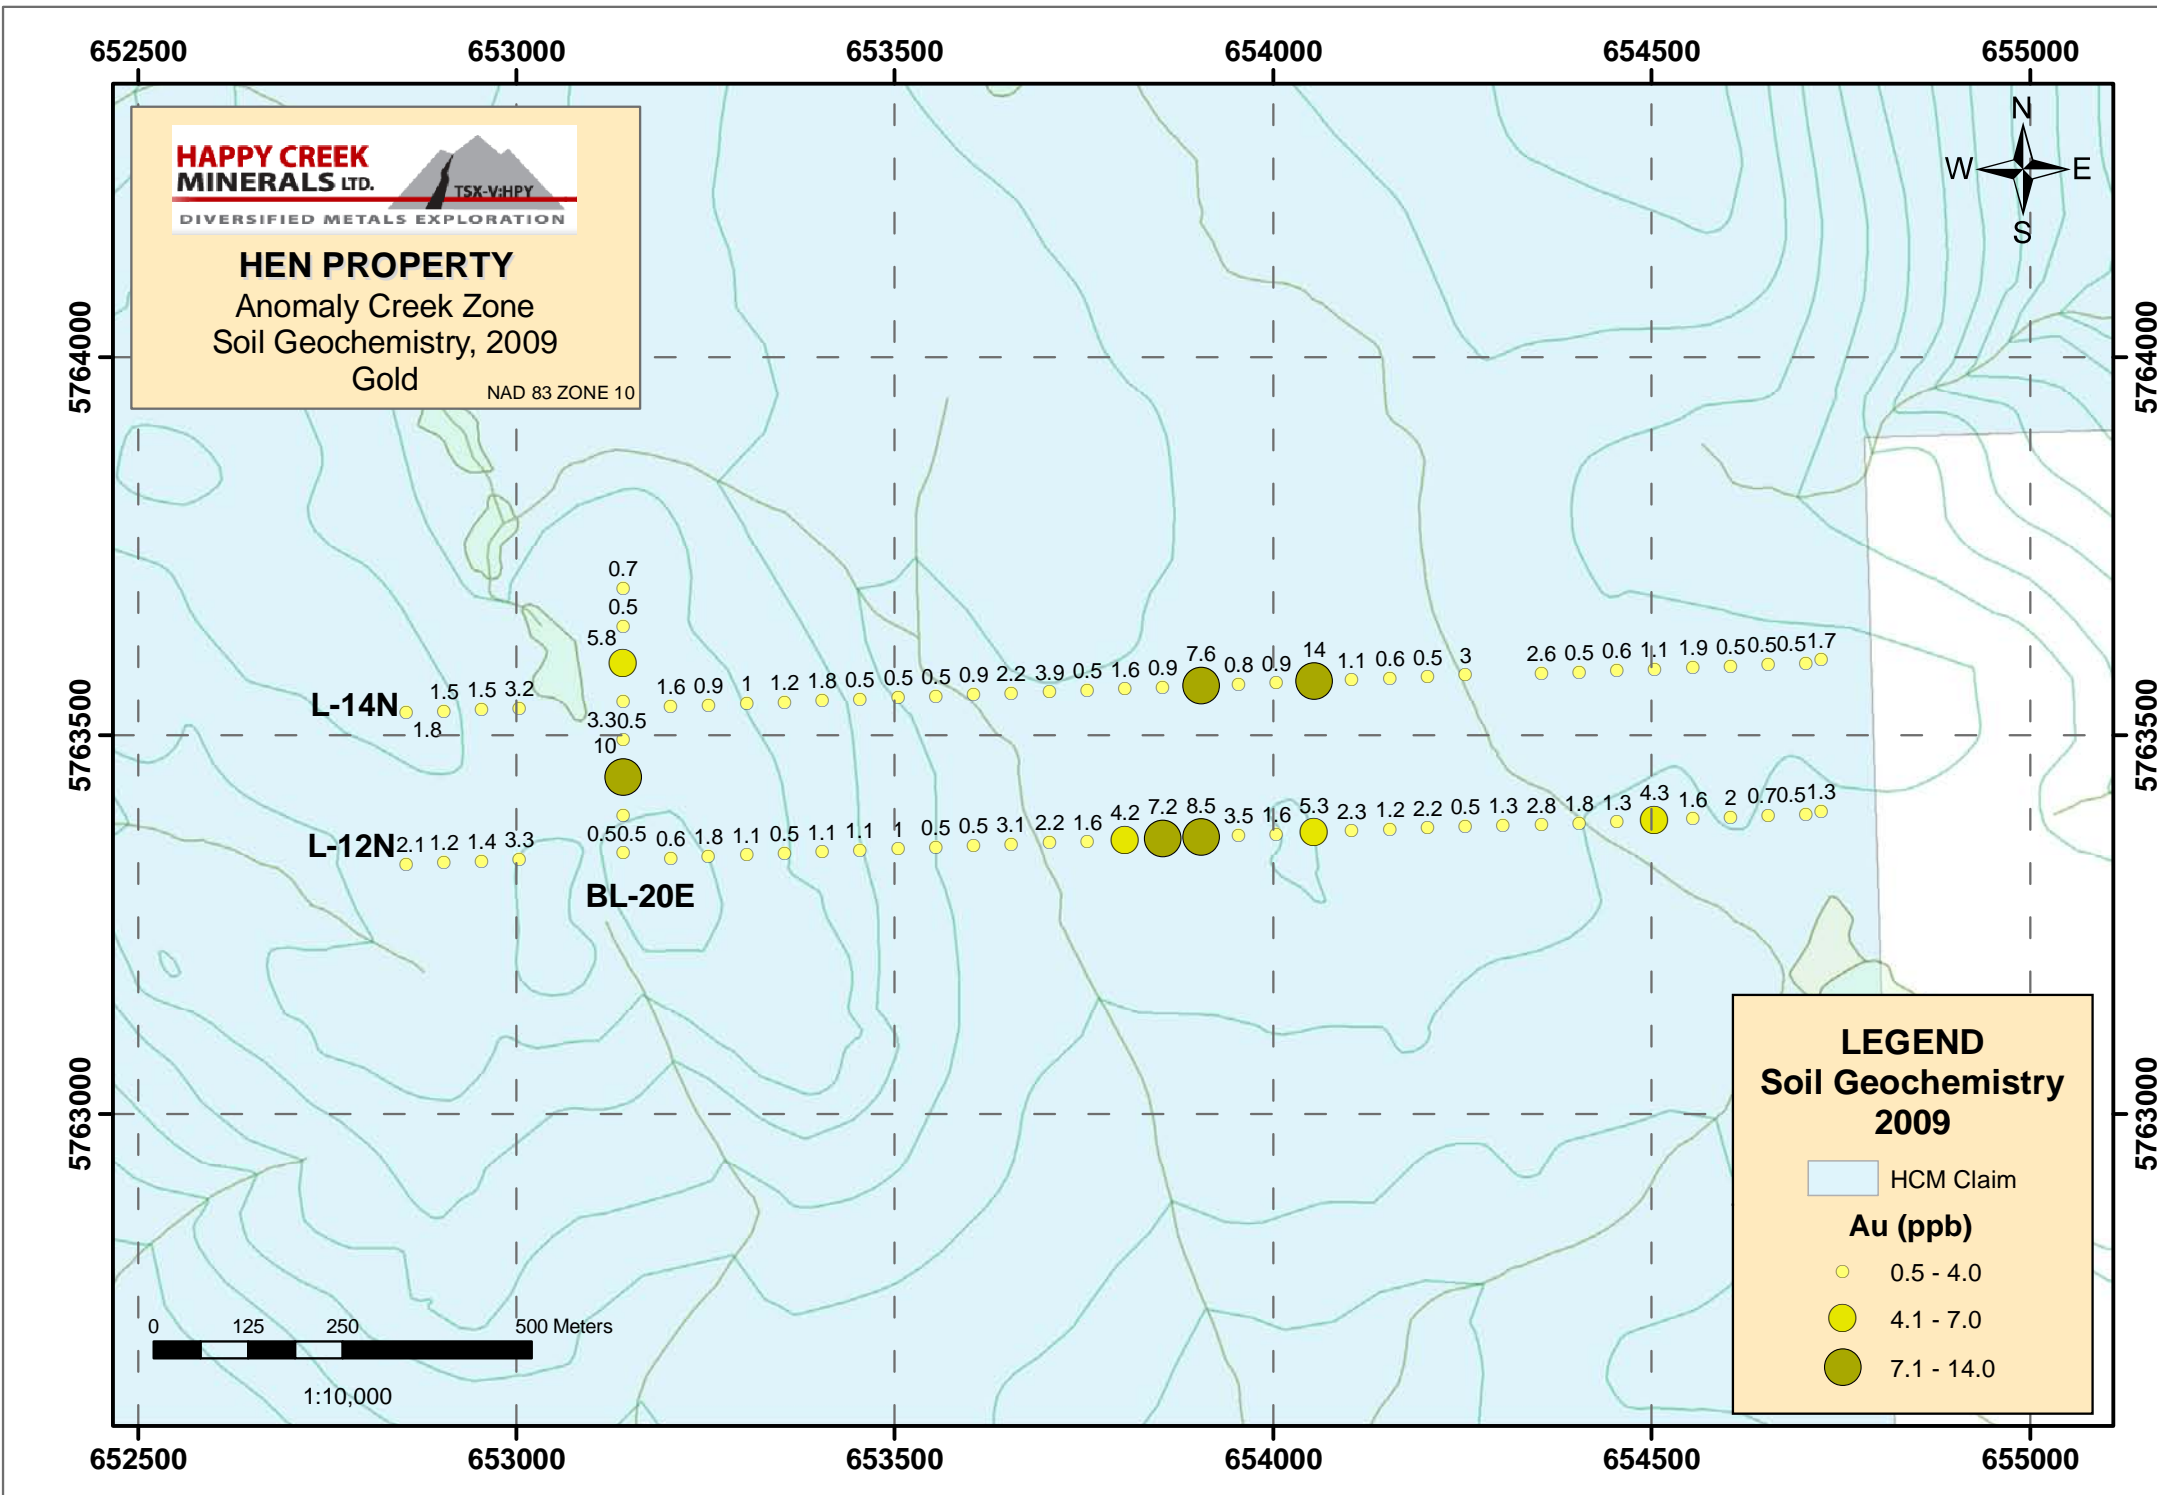 652500 653000 653500 654000 654500 655000
HAPPY CREEK
MINERALS LTD.
TSX-V:HPY
DIVERSIFIED METALS EXPLORATION
HEN PROPERTY
Anomaly Creek Zone
Soil Geochemistry, 2009
Gold
NAD 83 ZONE 10
N
W E
S
5764000 5764000
0.7
0.5
5.8
L-14N 1.8 1.5 1.5 3.2 1.6 0.9 1 1.2 1.8 0.5 0.5 0.5 0.9 2.2 3.9 0.5 1.6 0.9 7.6 0.8 0.9 14 1.1 0.6 0.5 3 2.6 0.5 0.6 1.1 1.9 0.5 0.5 0.5 1.7
3.3 0.5
5763500 5763500
10
L-12N 2.1 1.2 1.4 3.3 0.5 0.5 0.6 1.8 1.1 0.5 1.1 1.1 1 0.5 0.5 3.1 2.2 1.6 4.2 7.2 8.5 3.5 1.6 5.3 2.3 1.2 2.2 0.5 1.3 2.8 1.8 1.3 4.3 1.6 2 0.7 0.5 1.3
BL-20E
5763000 5763000
LEGEND
Soil Geochemistry
2009
HCM Claim
Au (ppb)
0.5 - 4.0
4.1 - 7.0
7.1 - 14.0
0 125 250 500 Meters
1:10,000
652500 653000 653500 654000 654500 655000